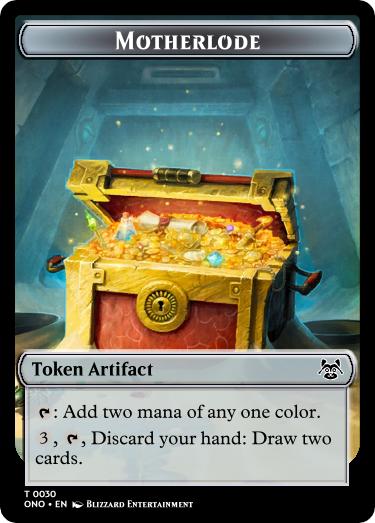 Motherlode
Token Artifact
: Add two mana of any one color.
3 , , Discard your hand: Draw two
cards.
T 0030
ONO • EN Blizzard Entertainment